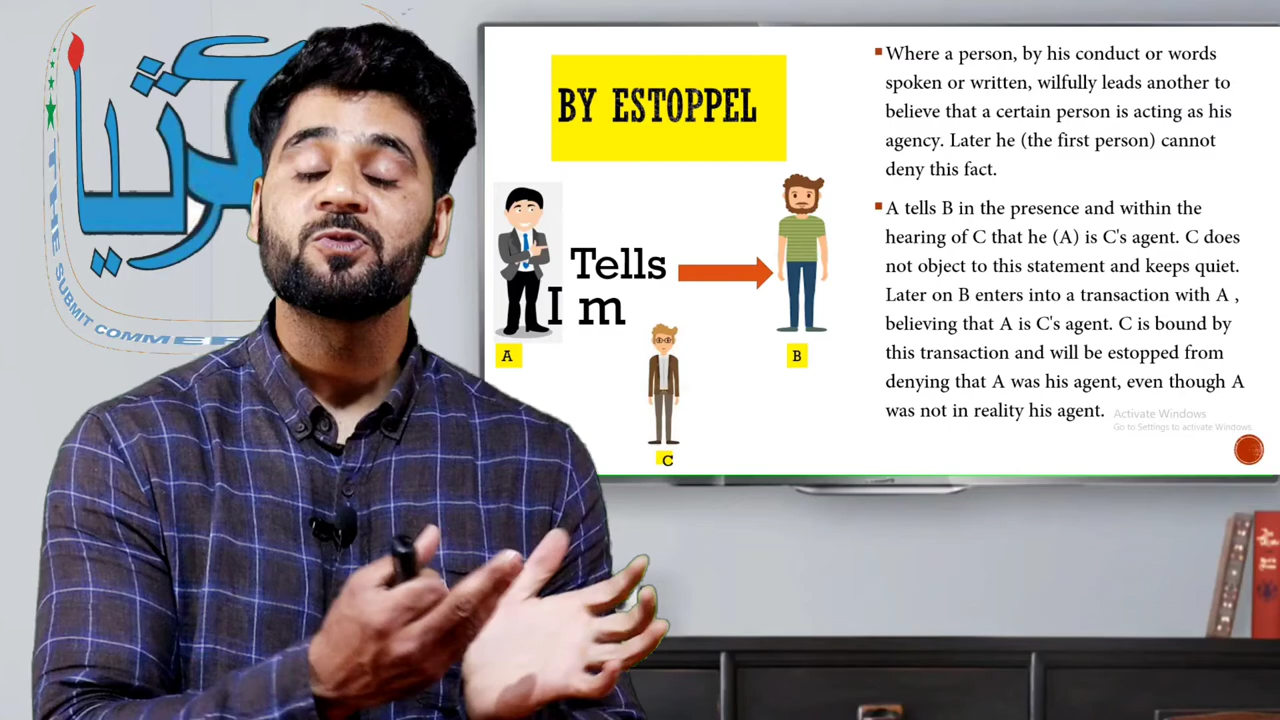 THE SUBMIT COMMER
BY ESTOPPEL
Tells
I m
A
B
C
▪Where a person, by his conduct or words
spoken or written, wilfully leads another to
believe that a certain person is acting as his
agency. Later he (the first person) cannot
deny this fact.
▪A tells B in the presence and within the
hearing of C that he (A) is C's agent. C does
not object to this statement and keeps quiet.
Later on B enters into a transaction with A ,
believing that A is C's agent. C is bound by
this transaction and will be estopped from
denying that A was his agent, even though A
was not in reality his agent.
Activate Windows
Go to Settings to activate Windows.